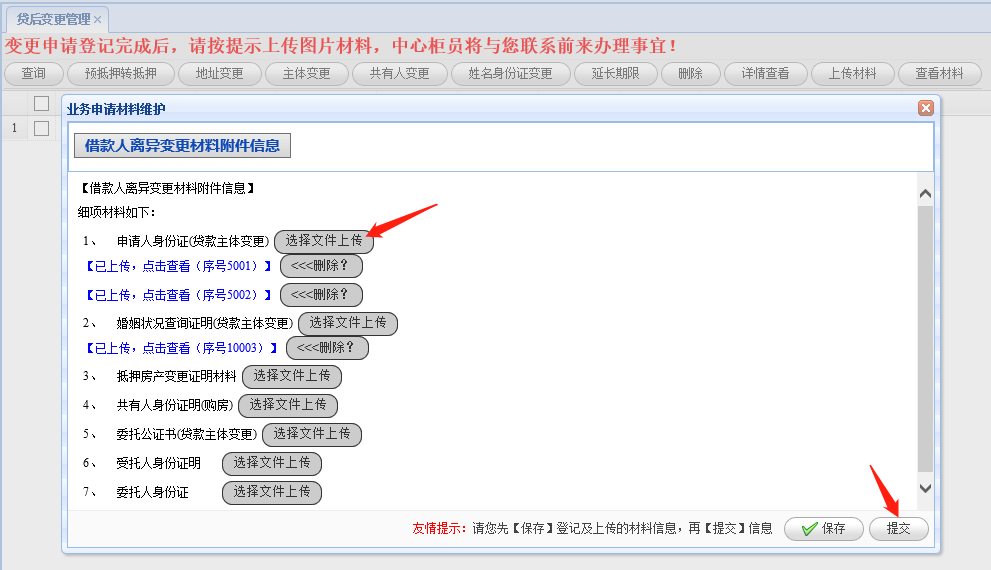 贷后变更管理×
变更申请登记完成后，请按提示上传图片材料，中心柜员将与您联系前来办理事宜！
查询 预抵押转抵押 地址变更 主体变更 共有人变更 姓名身份证变更 延长期限 删除 详情查看 上传材料 查看材料
业务申请材料维护
借款人离异变更材料附件信息
1
【借款人离异变更材料附件信息】
细项材料如下：
1、 申请人身份证(贷款主体变更) 选择文件上传
【已上传，点击查看（序号5001）】 <<<删除？
【已上传，点击查看（序号5002）】 <<<删除？
2、 婚姻状况查询证明(贷款主体变更) 选择文件上传
【已上传，点击查看（序号10003）】 <<<删除？
3、 抵押房产变更证明材料 选择文件上传
4、 共有人身份证明(购房) 选择文件上传
5、 委托公证书(贷款主体变更) 选择文件上传
6、 受托人身份证明 选择文件上传
7、 委托人身份证 选择文件上传
友情提示：请您先【保存】登记及上传的材料信息，再【提交】信息 保存 提交